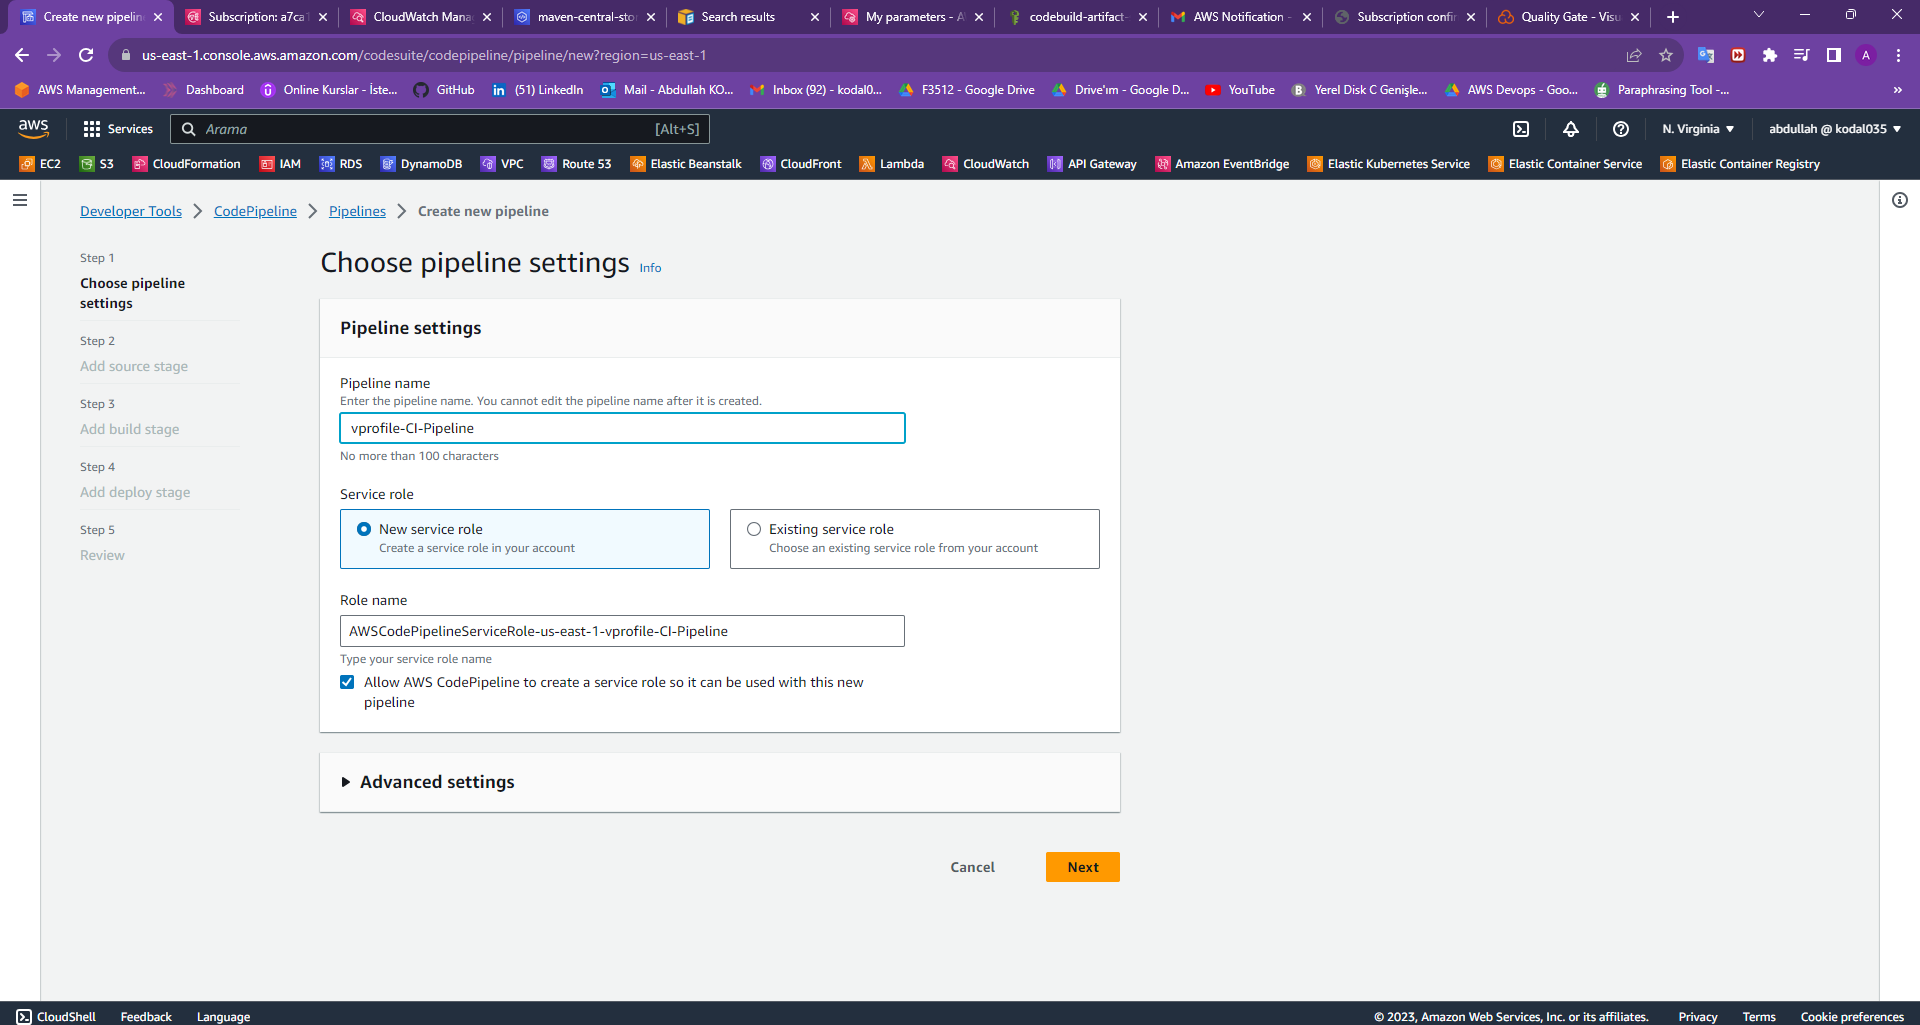 Create new pipelin
Subscription: a7ca
CloudWatch Mana
maven-central-sto
Search results
My parameters - A
codebuild-artifact-
AWS Notification -
Subscription confir
Quality Gate - Visu
us-east-1.console.aws.amazon.com/codesuite/codepipeline/pipeline/new?region=us-east-1
A
AWS Management...
Dashboard
Online Kurslar - İste...
GitHub
(51) LinkedIn
Mail - Abdullah KO...
Inbox (92) - kodal0...
F3512 - Google Drive
Drive'ım - Google D...
YouTube
Yerel Disk C Genişle...
AWS Devops - Goo...
Paraphrasing Tool -...
»
aws
Services
Arama
[Alt+S]
N. Virginia
abdullah @ kodal035
EC2
S3
CloudFormation
IAM
RDS
DynamoDB
VPC
Route 53
Elastic Beanstalk
CloudFront
Lambda
CloudWatch
API Gateway
Amazon EventBridge
Elastic Kubernetes Service
Elastic Container Service
Elastic Container Registry
Developer Tools
CodePipeline
Pipelines
Create new pipeline
Step 1
Choose pipeline
settings
Step 2
Add source stage
Step 3
Add build stage
Step 4
Add deploy stage
Step 5
Review
Choose pipeline settings Info
Pipeline settings
Pipeline name
Enter the pipeline name. You cannot edit the pipeline name after it is created.
vprofile-CI-Pipeline
No more than 100 characters
Service role
New service role
Create a service role in your account
Existing service role
Choose an existing service role from your account
Role name
AWSCodePipelineServiceRole-us-east-1-vprofile-CI-Pipeline
Type your service role name
Allow AWS CodePipeline to create a service role so it can be used with this new
pipeline
Advanced settings
Cancel
Next
CloudShell
Feedback
Language
© 2023, Amazon Web Services, Inc. or its affiliates.
Privacy
Terms
Cookie preferences